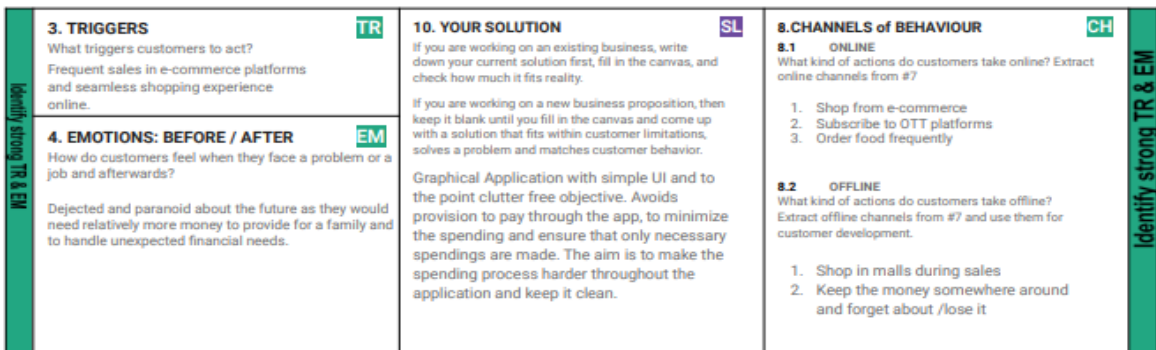 Identify strong TR & EM
3. TRIGGERS
TR
What triggers customers to act?
Frequent sales in e-commerce platforms
and seamless shopping experience
online.
4. EMOTIONS: BEFORE / AFTER
EM
How do customers feel when they face a problem or a
job and afterwards?
Dejected and paranoid about the future as they would
need relatively more money to provide for a family and
to handle unexpected financial needs.
10. YOUR SOLUTION
SL
If you are working on an existing business, write
down your current solution first, fill in the canvas, and
check how much it fits reality.
If you are working on a new business proposition, then
keep it blank until you fill in the canvas and come up
with a solution that fits within customer limitations,
solves a problem and matches customer behavior.
Graphical Application with simple UI and to
the point clutter free objective. Avoids
provision to pay through the app, to minimize
the spending and ensure that only necessary
spendings are made. The aim is to make the
spending process harder throughout the
application and keep it clean.
8.CHANNELS of BEHAVIOUR
CH
8.1 ONLINE
What kind of actions do customers take online? Extract
online channels from #7
1. Shop from e-commerce
2. Subscribe to OTT platforms
3. Order food frequently
8.2 OFFLINE
What kind of actions do customers take offline?
Extract offline channels from #7 and use them for
customer development.
1. Shop in malls during sales
2. Keep the money somewhere around
and forget about /lose it
Identify strong TR & EM